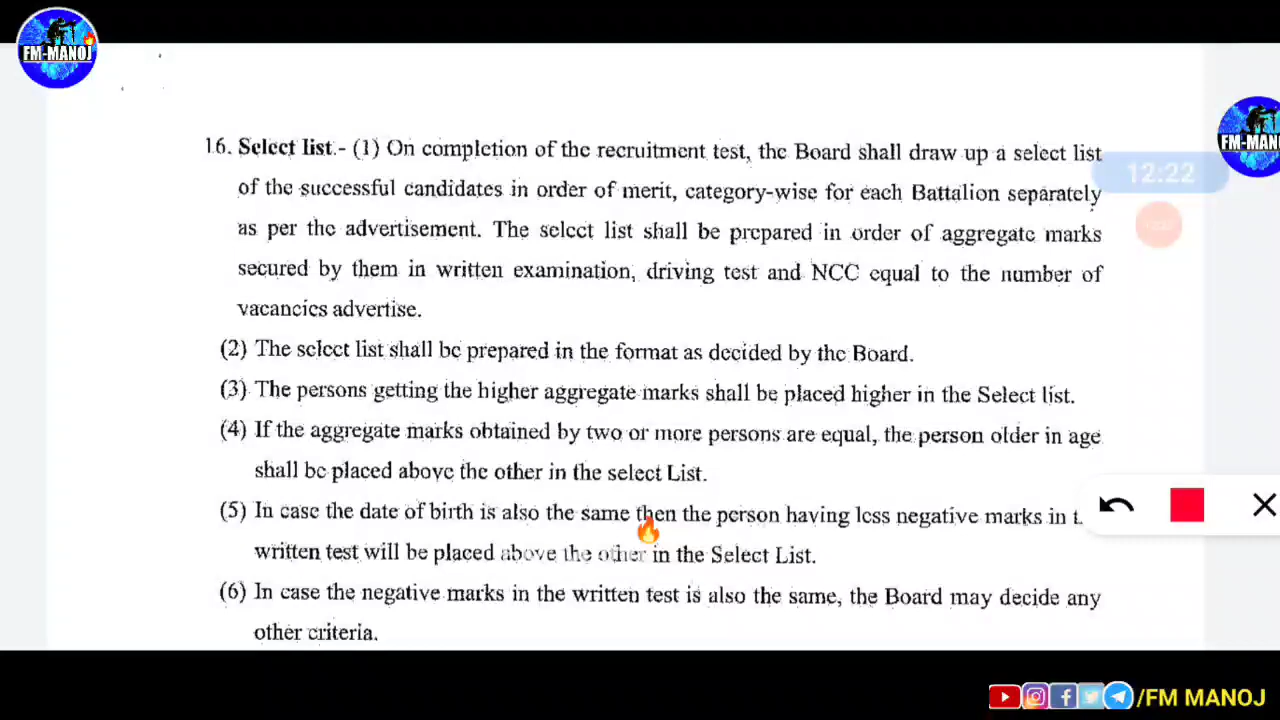 FM-MANOJ
16. Select list.- (1) On completion of the recruitment test, the Board shall draw up a select list
of the successful candidates in order of merit, category-wise for each Battalion separately
as per the advertisement. The select list shall be prepared in order of aggregate marks
secured by them in written examination, driving test and NCC equal to the number of
vacancies advertise.
(2) The select list shall be prepared in the format as decided by the Board.
(3) The persons getting the higher aggregate marks shall be placed higher in the Select list.
(4) If the aggregate marks obtained by two or more persons are equal, the person older in age
shall be placed above the other in the select List.
(5) In case the date of birth is also the same then the person having less negative marks in
written test will be placed above the other in the Select List.
(6) In case the negative marks in the written test is also the same, the Board may decide any
other criteria.
FM-MAN
12:22
/FM MANOJ